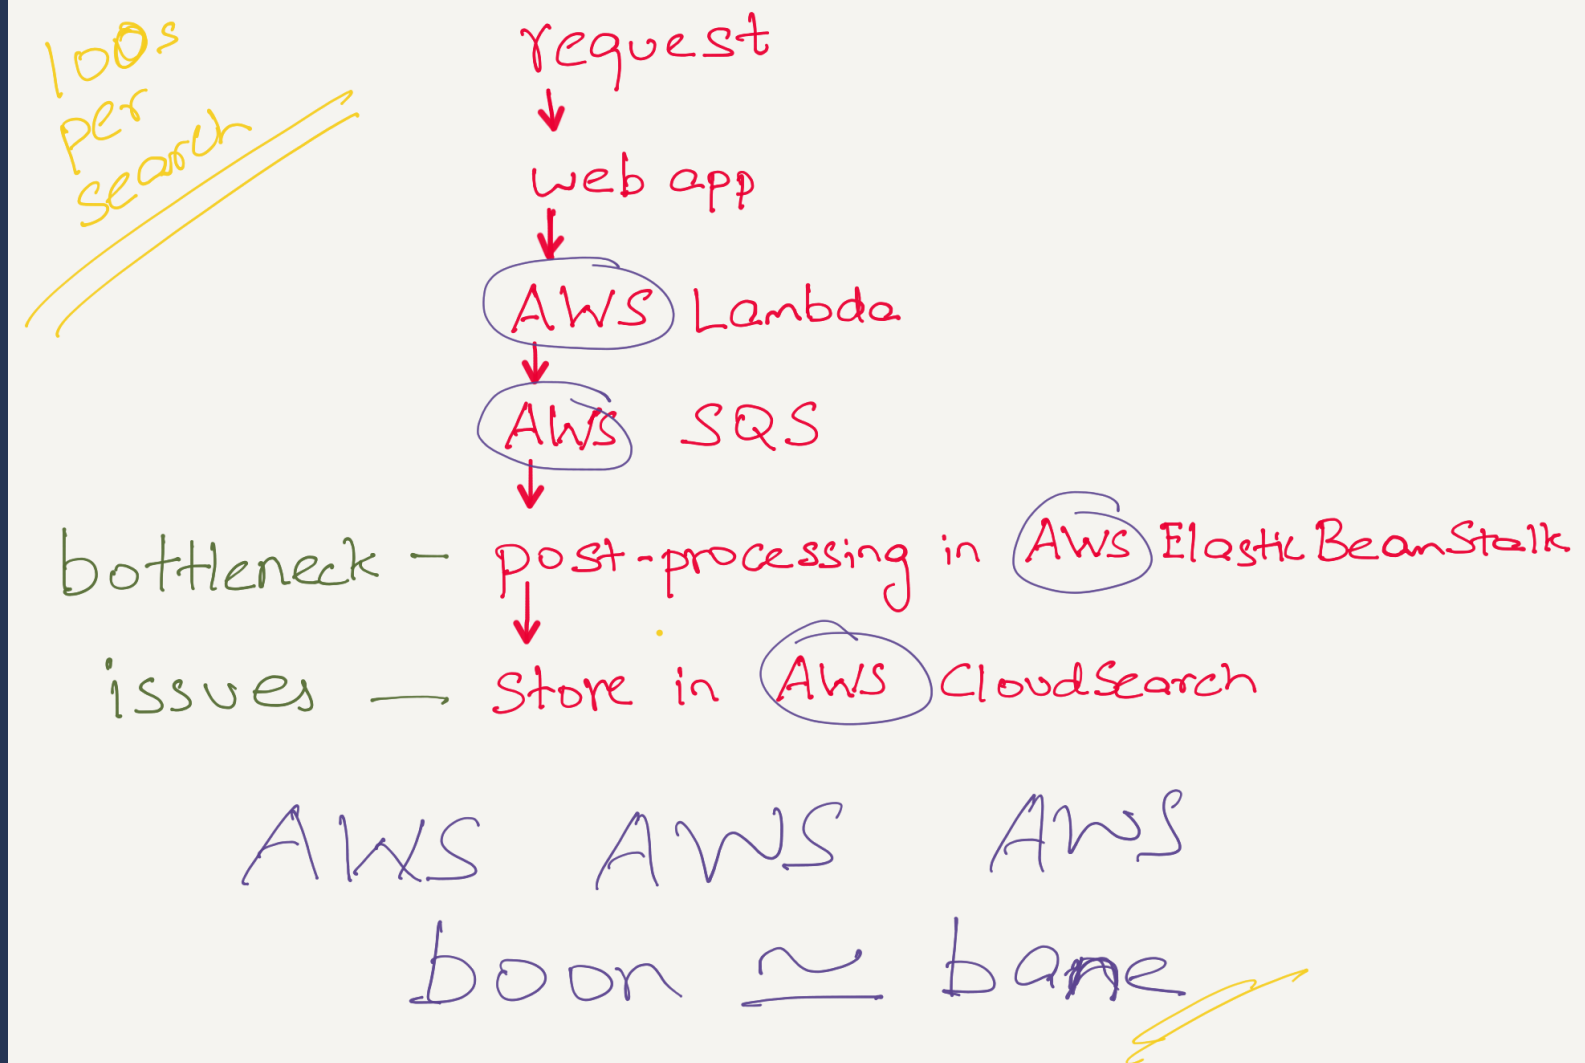 100s
per
search
request
web app
AWS Lambda
AWS SQS
bottleneck - post-processing in AWS Elastic BeanStalk
issues — Store in AWS CloudSearch
AWS AWS AWS
boon ≃ bane